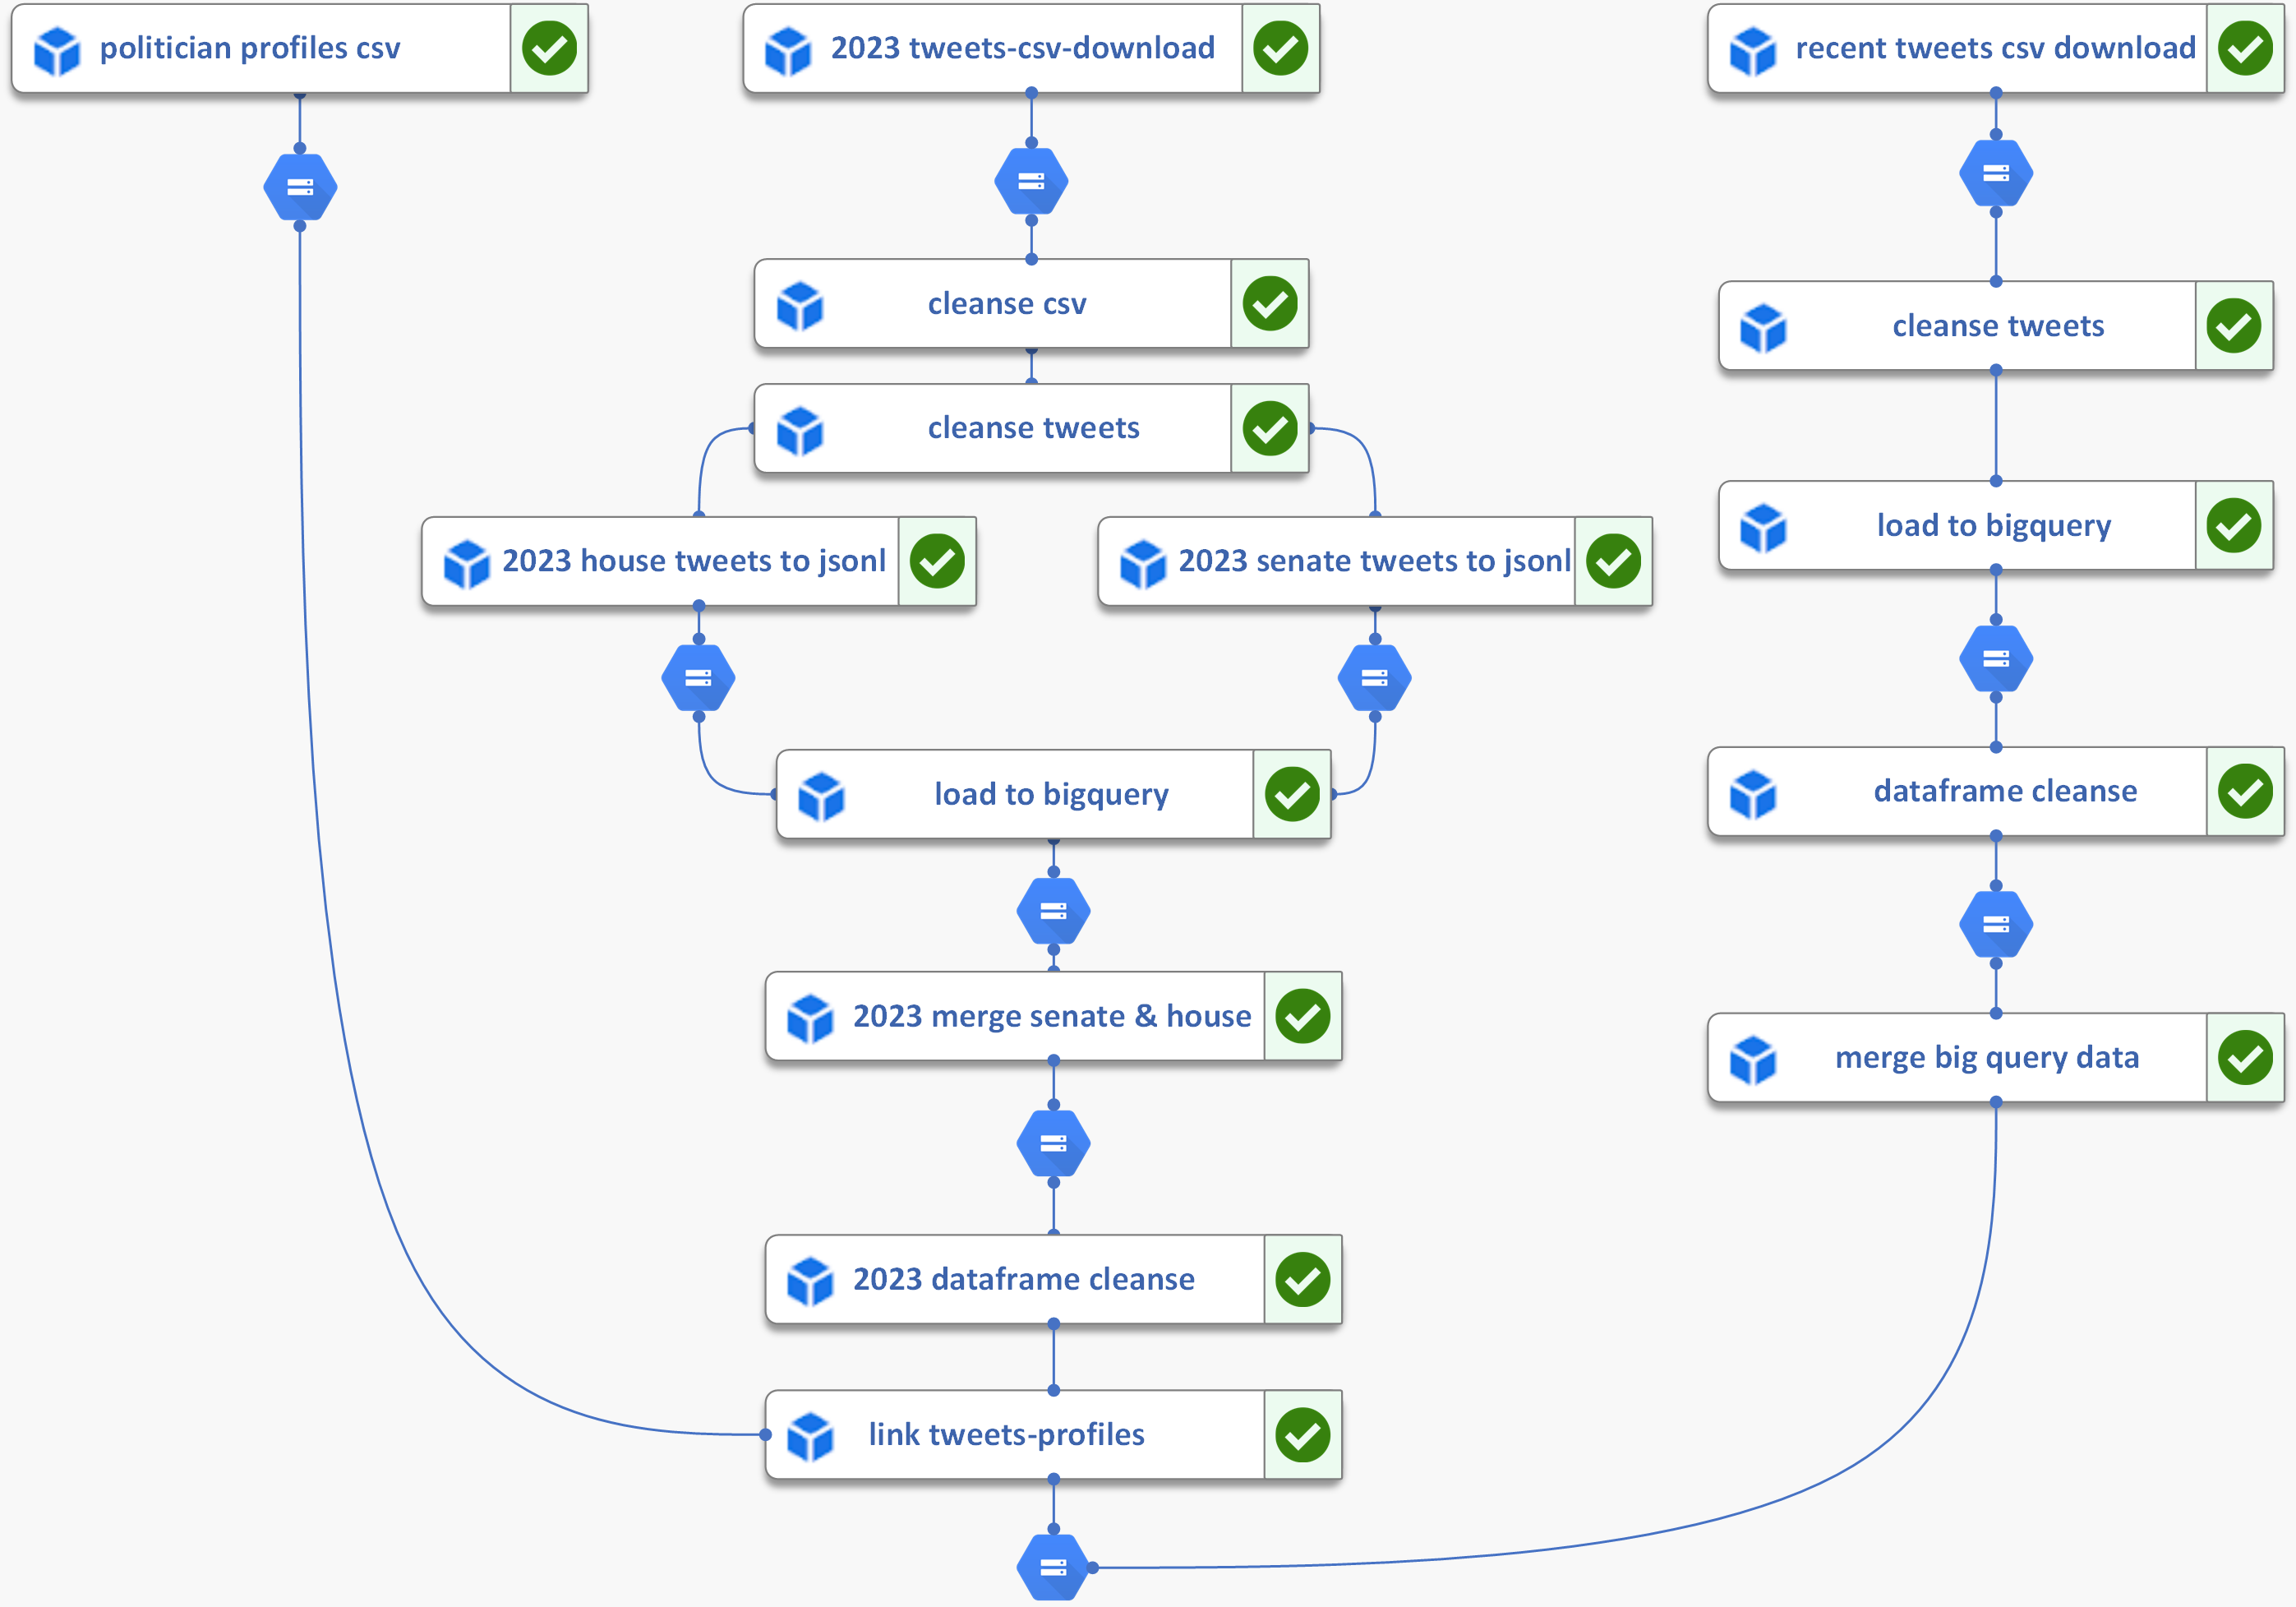 politician profiles csv
2023 tweets-csv-download
recent tweets csv download
cleanse csv
cleanse tweets
cleanse tweets
2023 house tweets to jsonl
2023 senate tweets to jsonl
load to bigquery
load to bigquery
dataframe cleanse
2023 merge senate & house
merge big query data
2023 dataframe cleanse
link tweets-profiles